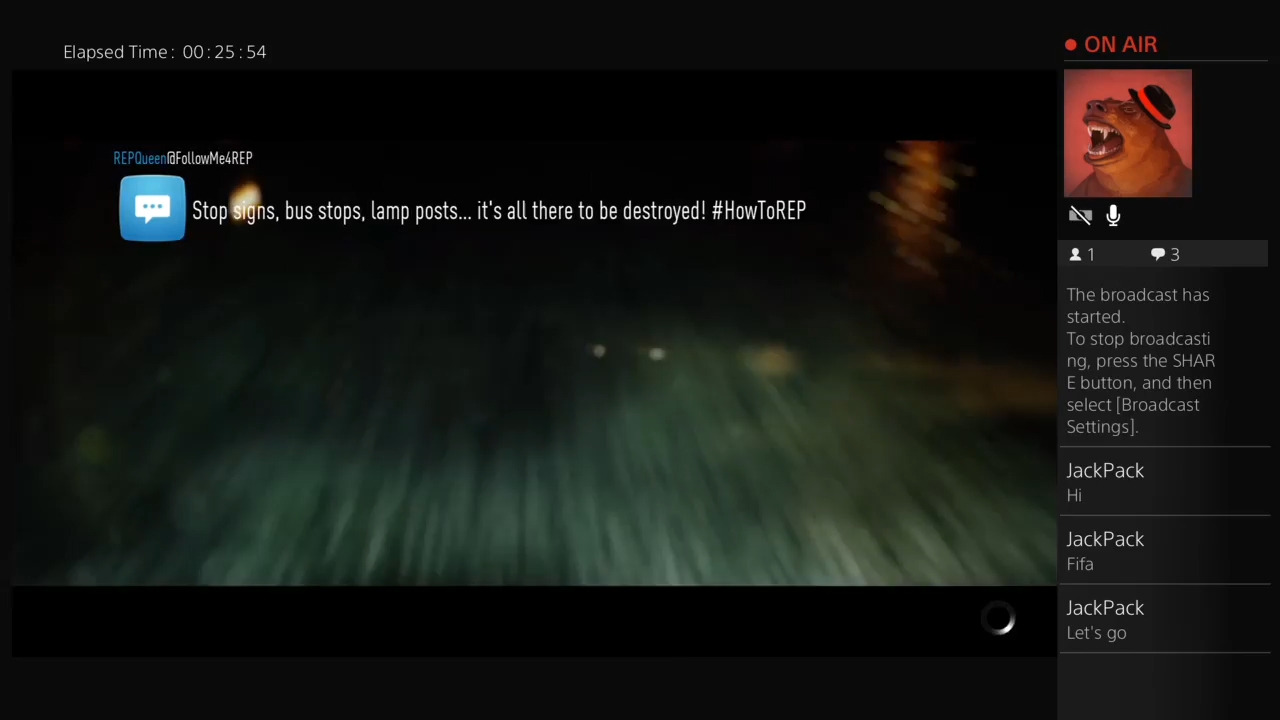 Elapsed Time: 00:25:54
ON AIR
REPQueen@FollowMe4REP
Stop signs, bus stops, lamp posts... it's all there to be destroyed! #HowToREP
1 3
The broadcast has
started.
To stop broadcasti
ng, press the SHAR
E button, and then
select [Broadcast
Settings].
JackPack
Hi
JackPack
Fifa
JackPack
Let's go